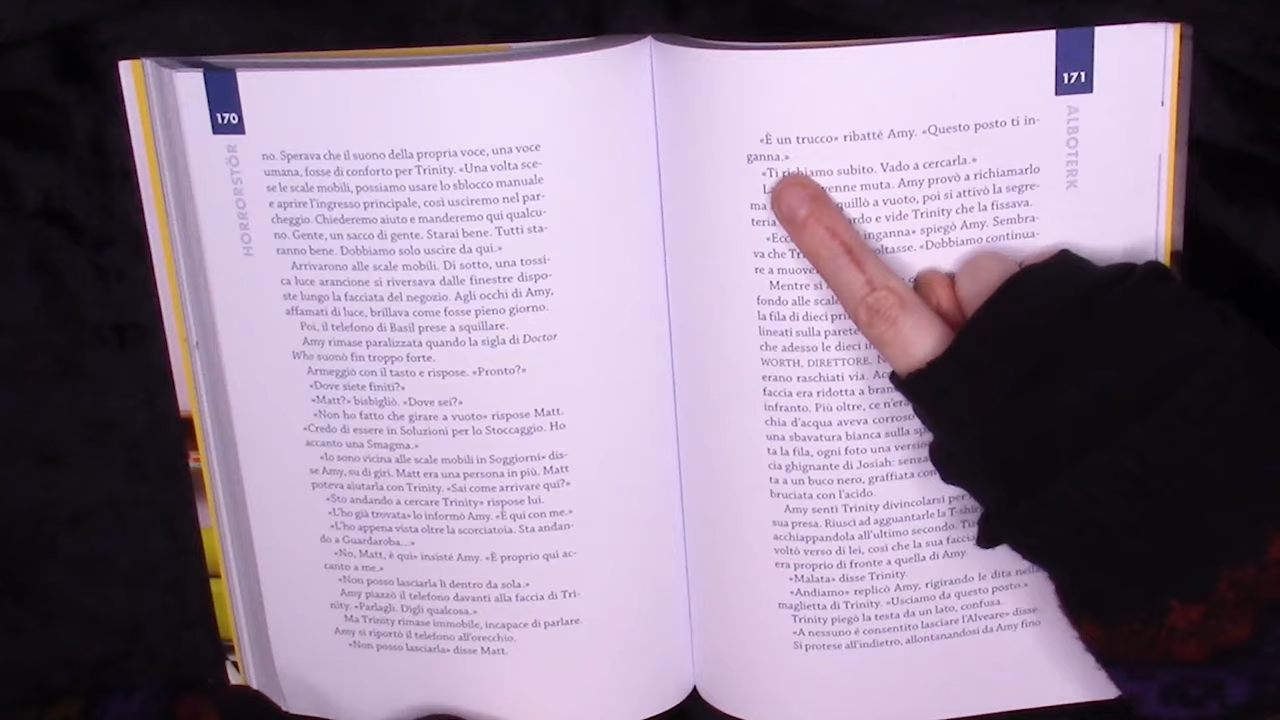 170
HORRORSTÖR
no. Sperava che il suono della propria voce, una voce
umana, fosse di conforto per Trinity. «Una volta sce-
se le scale mobili, possiamo usare lo sblocco manuale
e aprire l'ingresso principale, così usciremo nel par-
cheggio. Chiederemo aiuto e manderemo qui qualcu-
no. Gente, un sacco di gente. Starai bene. Tutti sta-
ranno bene. Dobbiamo solo uscire da qui.»
Arrivarono alle scale mobili. Di sotto, una tossi-
ca luce arancione si riversava dalle finestre dispo-
ste lungo la facciata del negozio. Agli occhi di Amy,
affamati di luce, brillava come fosse pieno giorno.
Poi, il telefono di Basil prese a squillare.
Amy rimase paralizzata quando la sigla di Doctor
Who suonò fin troppo forte.
Armeggiò con il tasto e rispose. «Pronto?»
«Dove siete finiti?»
«Matt?» bisbigliò. «Dove sei?»
«Non ho fatto che girare a vuoto» rispose Matt.
«Credo di essere in Soluzioni per lo Stoccaggio. Ho
accanto una Smagma.»
«Io sono vicina alle scale mobili in Soggiorni» dis-
se Amy, su di giri. Matt era una persona in più. Matt
poteva aiutarla con Trinity. «Sai come arrivare qui?»
«Sto andando a cercare Trinity» rispose lui.
«L'ho già trovata» lo informò Amy. «È qui con me.»
«L'ho appena vista oltre la scorciatoia. Sta andan-
do a Guardaroba...»
«No, Matt, è qui» insisté Amy. «È proprio qui ac-
canto a me.»
«Non posso lasciarla lì dentro da sola.»
Amy piazzò il telefono davanti alla faccia di Tri-
nity. «Parlagli. Digli qualcosa.»
Ma Trinity rimase immobile, incapace di parlare.
Amy si riportò il telefono all'orecchio.
«Non posso lasciarla» disse Matt.
171
ALBOTERK
«È un trucco» ribatté Amy. «Questo posto ti in-
ganna.»
«Ti richiamo subito. Vado a cercarla.»
venne muta. Amy provò a richiamarlo
ma squillò a vuoto, poi si attivò la segre-
teria e vide Trinity che la fissava.
inganna» spiegò Amy. Sembra-
va che «Dobbiamo continua-
re a
Mentre si
fondo alle scale
la fila di dieci
lineati sulla parete
che adesso le dieci
WORTH, DIRETTORE.
erano raschiati via.
faccia era ridotta a
infranto. Più oltre, ce n'era
chia d'acqua aveva corroso
una sbavatura bianca sulla
ta la fila, ogni foto una
cia ghignante di Josiah: senza
ta a un buco nero, graffiata con
bruciata con l'acido.
Amy sentì Trinity divincolarsi per
sua presa. Riuscì ad agguantarle la T-shirt
acchiappandola all'ultimo secondo.
voltò verso di lei, così che la sua faccia
era proprio di fronte a quella di Amy.
«Malata» disse Trinity.
«Andiamo» replicò Amy, rigirando le dita nella
maglietta di Trinity. «Usciamo da questo posto.»
Trinity piegò la testa da un lato, confusa.
«A nessuno è consentito lasciare l'Alveare» disse.
Si protese all'indietro, allontanandosi da Amy fino